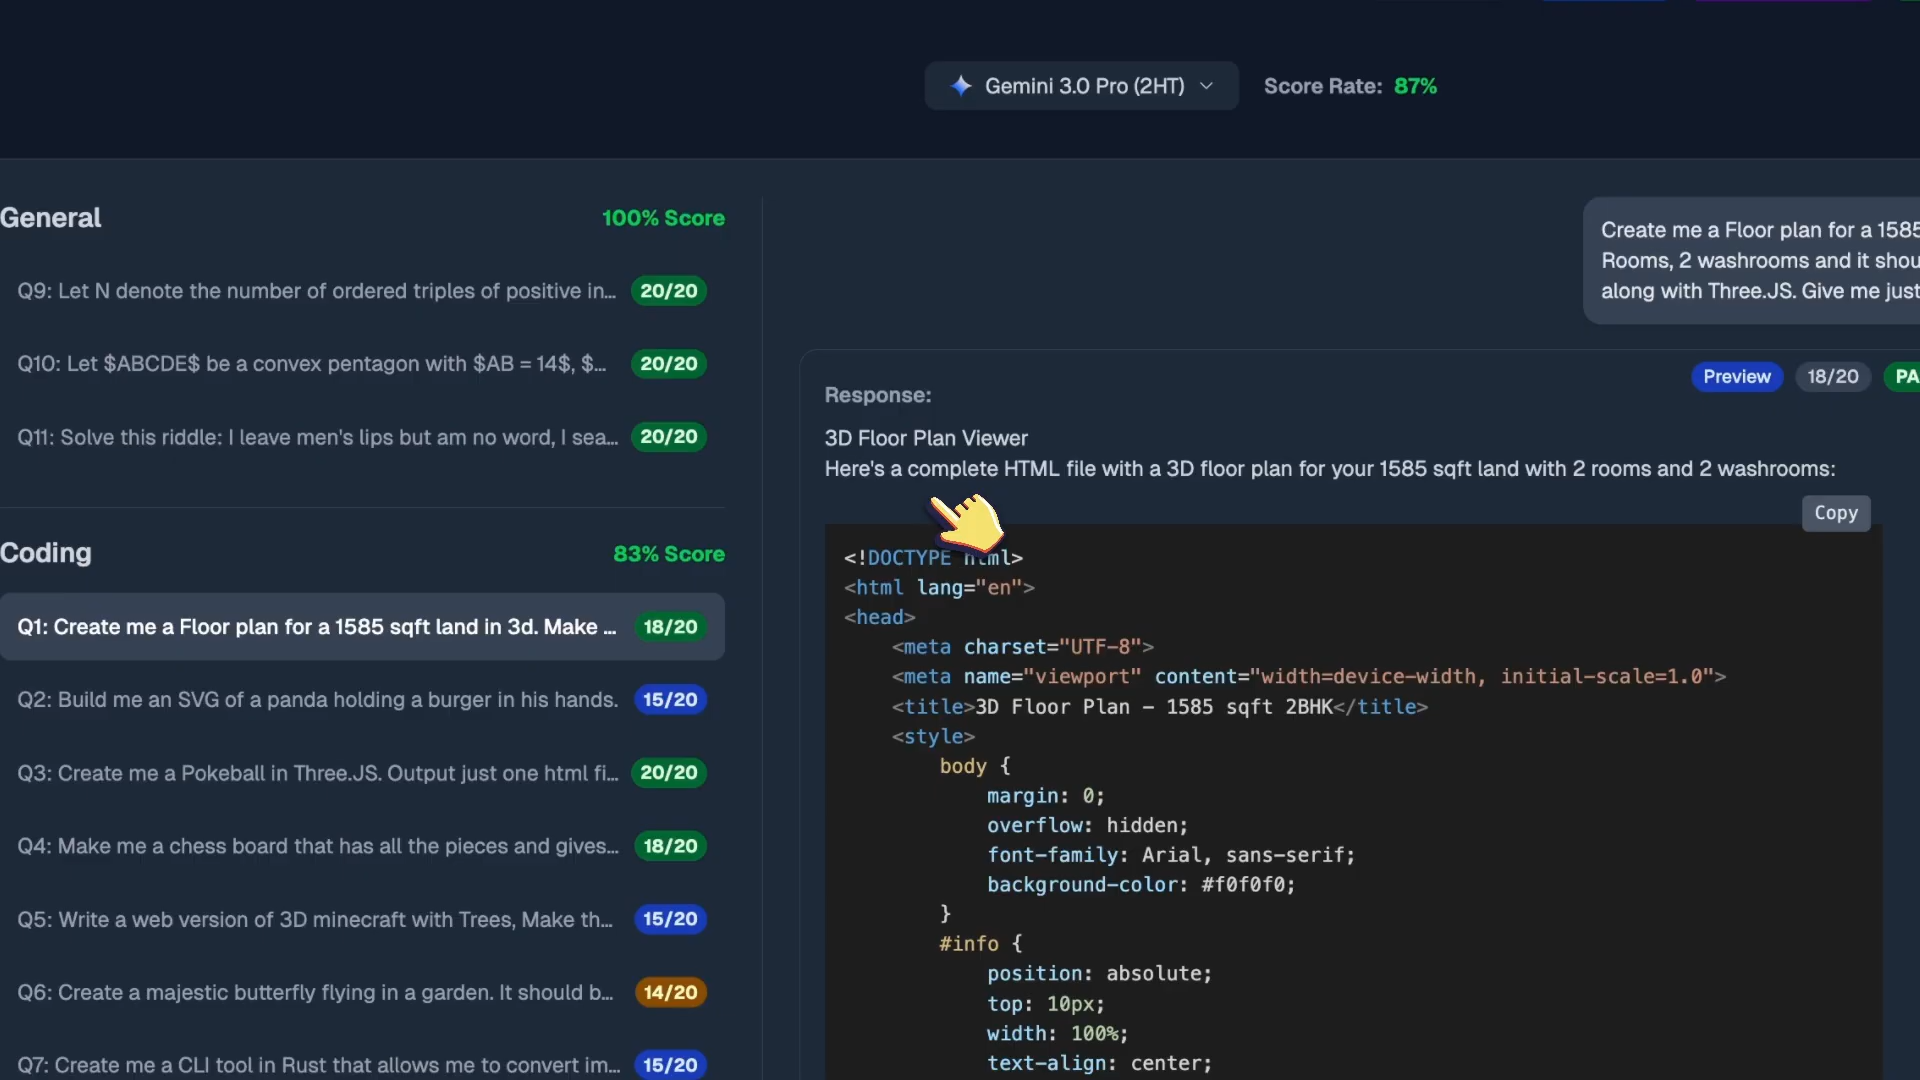 Gemini 3.0 Pro (2HT)
Score Rate: 87%
General
100% Score
Q9: Let N denote the number of ordered triples of positive in...
20/20
Q10: Let $ABCDE$ be a convex pentagon with $AB = 14$, $...
20/20
Q11: Solve this riddle: I leave men's lips but am no word, I sea...
20/20
Coding
83% Score
Q1: Create me a Floor plan for a 1585 sqft land in 3d. Make ...
18/20
Q2: Build me an SVG of a panda holding a burger in his hands.
15/20
Q3: Create me a Pokeball in Three.JS. Output just one html fi...
20/20
Q4: Make me a chess board that has all the pieces and gives...
18/20
Q5: Write a web version of 3D minecraft with Trees, Make th...
15/20
Q6: Create a majestic butterfly flying in a garden. It should b...
14/20
Q7: Create me a CLI tool in Rust that allows me to convert im...
15/20
Create me a Floor plan for a 1585
Rooms, 2 washrooms and it shou
along with Three.JS. Give me just
Preview
18/20
PA
Response:
3D Floor Plan Viewer
Here's a complete HTML file with a 3D floor plan for your 1585 sqft land with 2 rooms and 2 washrooms:
Copy
<!DOCTYPE html>
<html lang="en">
<head>
<meta charset="UTF-8">
<meta name="viewport" content="width=device-width, initial-scale=1.0">
<title>3D Floor Plan - 1585 sqft 2BHK</title>
<style>
body {
margin: 0;
overflow: hidden;
font-family: Arial, sans-serif;
background-color: #f0f0f0;
}
#info {
position: absolute;
top: 10px;
width: 100%;
text-align: center;